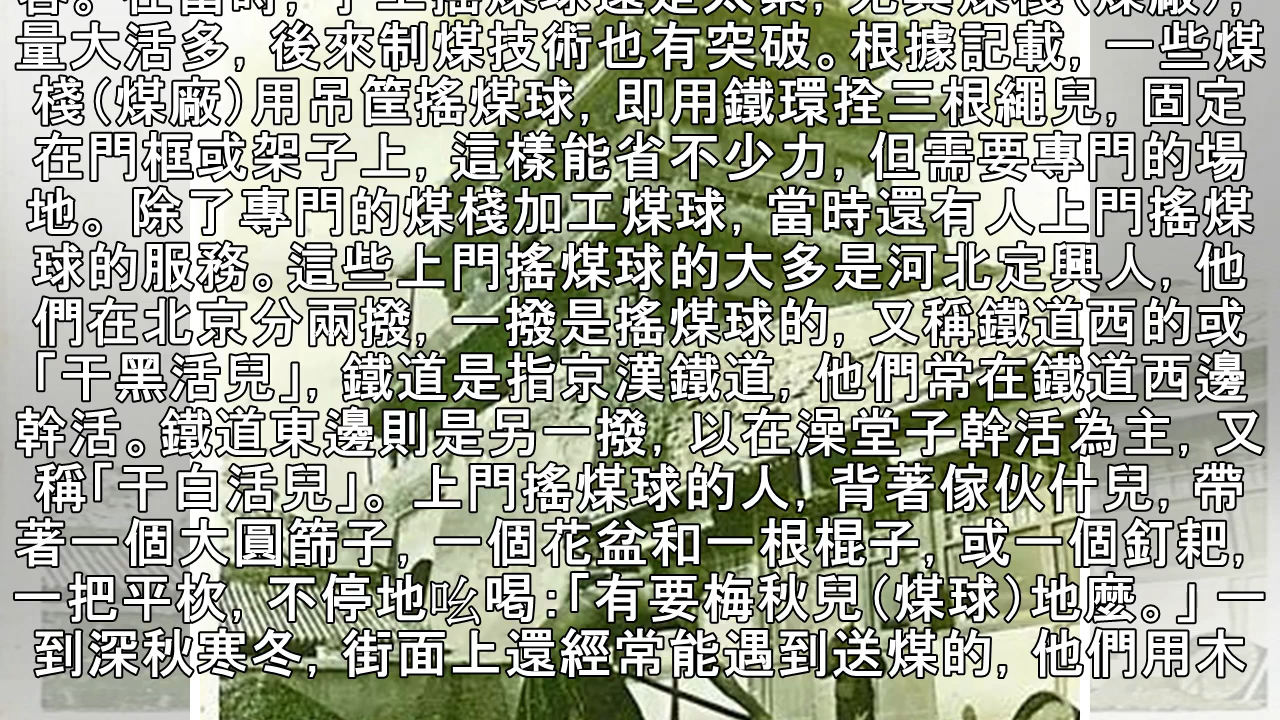 量大活多, 後來制煤技術也有突破。根據記載, 一些煤
棧(煤廠)用吊筐搖煤球, 即用鐵環拴三根繩兒, 固定
在門框或架子上, 這樣能省不少力, 但需要專門的場
地。除了專門的煤棧加工煤球, 當時還有人上門搖煤
球的服務。這些上門搖煤球的大多是河北定興人, 他
們在北京分兩撥, 一撥是搖煤球的, 又稱鐵道西的或
「干黑活兒」, 鐵道是指京漢鐵道, 他們常在鐵道西邊
幹活。鐵道東邊則是另一撥, 以在澡堂子幹活為主, 又
稱「干白活兒」。上門搖煤球的人, 背著傢伙什兒, 帶
著一個大圓篩子, 一個花盆和一根棍子, 或一個釘耙,
一把平杴, 不停地吆喝:「有要梅秋兒(煤球)地麼。」一
到深秋寒冬, 街面上還經常能遇到送煤的, 他們用木